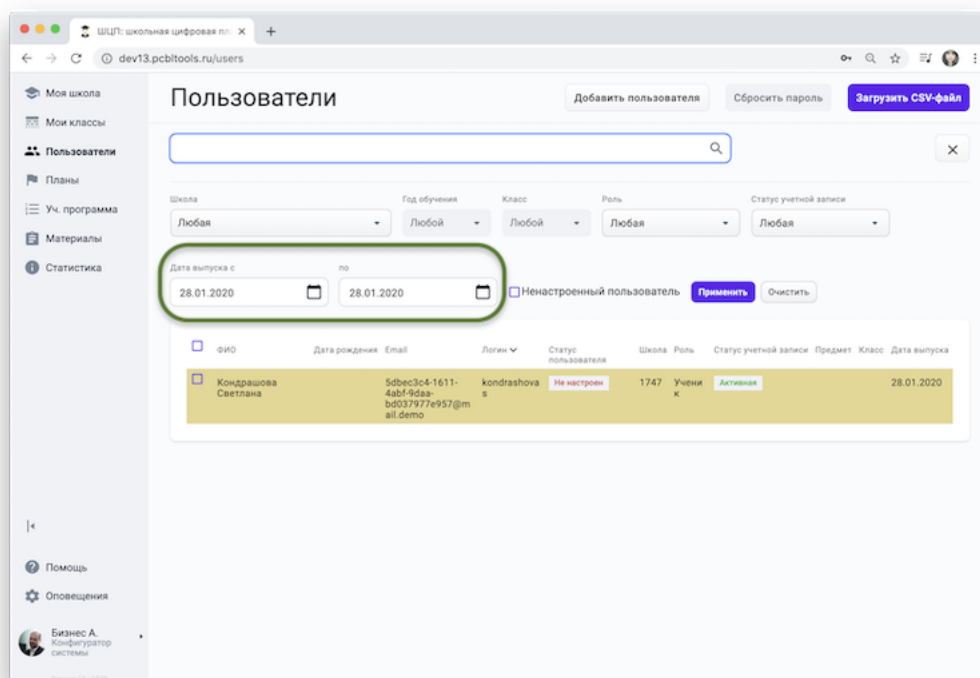 ШЦП: школьная цифровая пл
dev13.pcbltools.ru/users
Моя школа
Мои классы
Пользователи
Планы
Уч. программа
Материалы
Статистика
Помощь
Оповещения
Бизнес А.
Конфигуратор
системы
Пользователи
Добавить пользователя
Сбросить пароль
Загрузить CSV-файл
Школа
Год обучения
Класс
Роль
Статус учетной записи
Любая
Любой
Любой
Любая
Любая
Дата выпуска с
по
28.01.2020
28.01.2020
Ненастроенный пользователь
Применить
Очистить
ФИО
Дата рождения
Email
Логин
Статус
пользователя
Школа
Роль
Статус учетной записи
Предмет
Класс
Дата выпуска
Кондрашова
Светлана
5dbec3c4-1611-
4abf-9daa-
bd037977e957@m
ail.demo
kondrashova
s
Не настроен
1747
Учени
к
Активная
28.01.2020